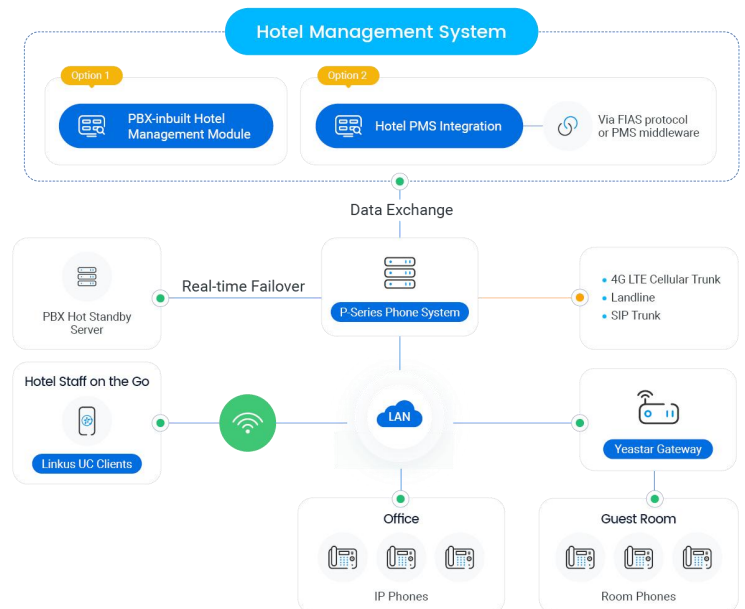 Hotel Management System
Option 1
PBX-inbuilt Hotel
Management Module
Option 2
Hotel PMS Integration
Via FIAS protocol
or PMS middleware
Data Exchange
PBX Hot Standby
Server
Real-time Failover
P-Series Phone System
4G LTE Cellular Trunk
Landline
SIP Trunk
Hotel Staff on the Go
Linkus UC Clients
LAN
Yeastar Gateway
Office
IP Phones
Guest Room
Room Phones